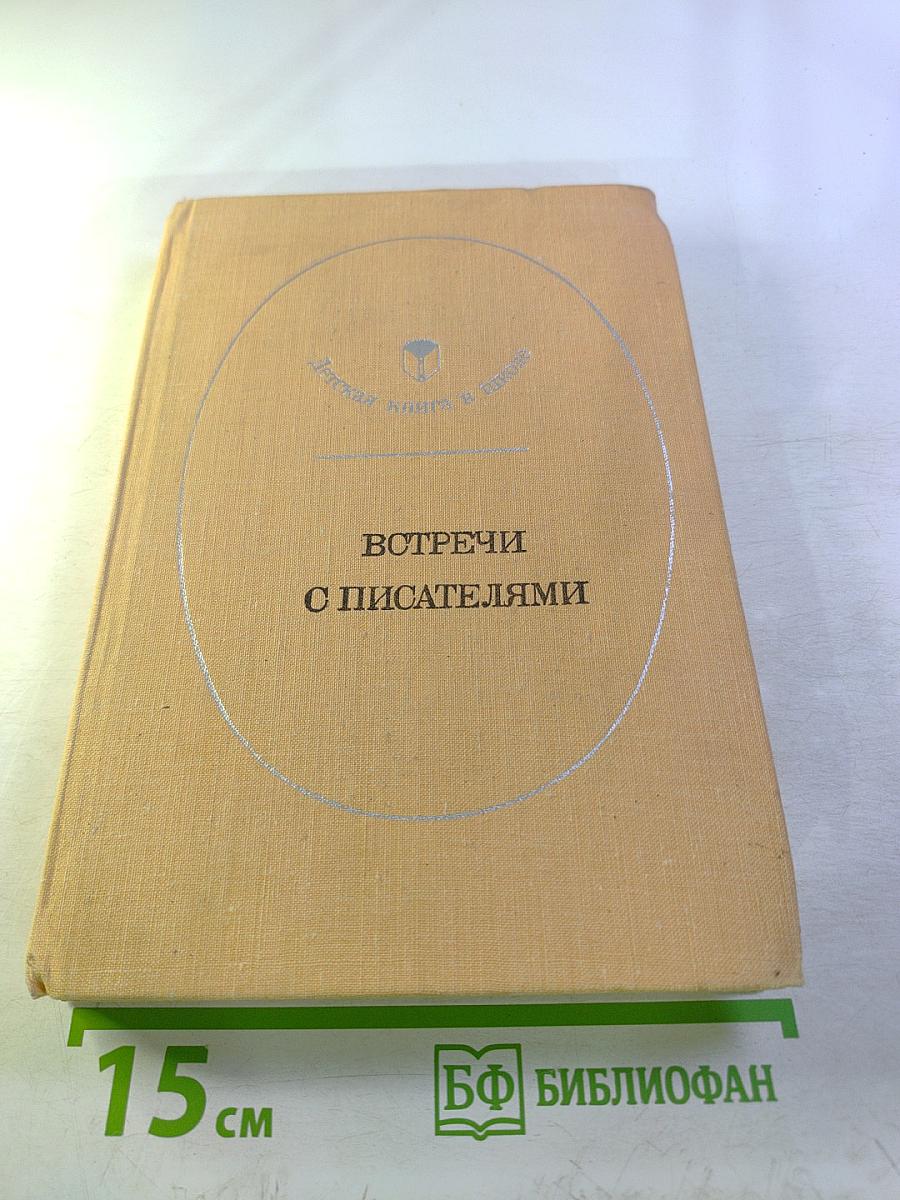 Детская книга в школе
ВСТРЕЧИ
С ПИСАТЕЛЯМИ
15 см
БФ БИБЛИОФАН